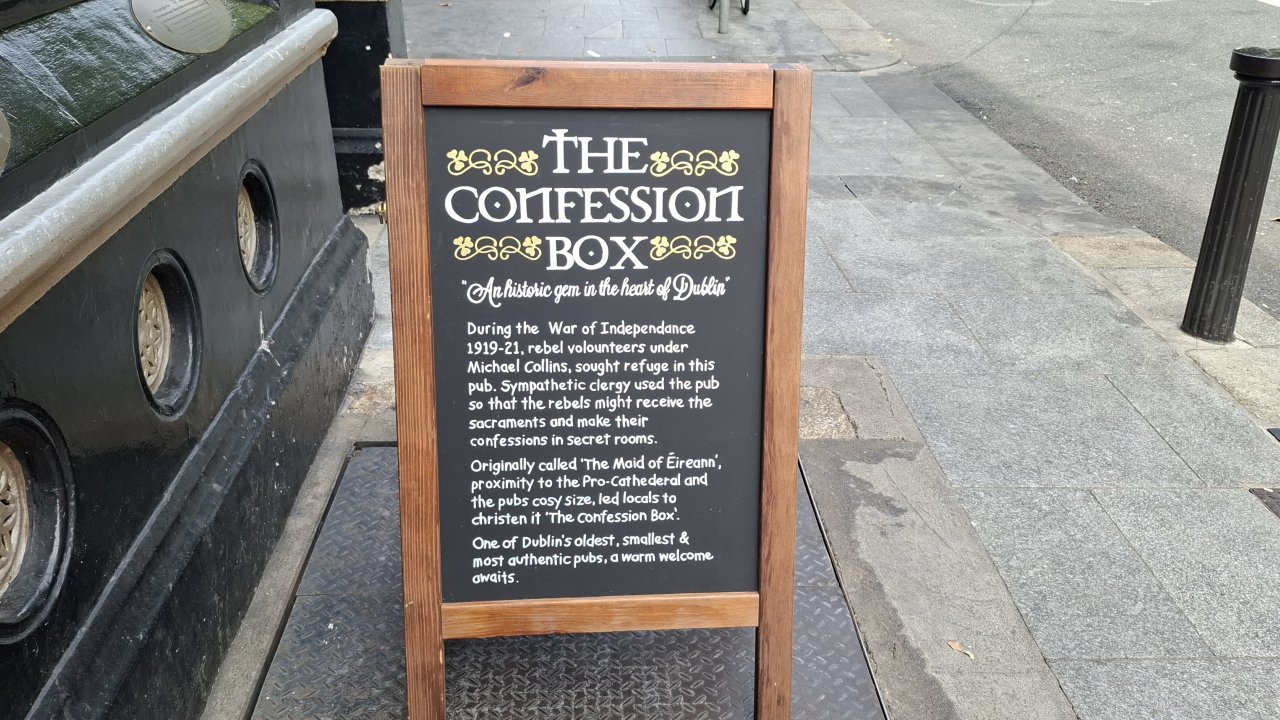 THE
CONFESSION
BOX
"An historic gem in the heart of Dublin"
During the War of Independance
1919-21, rebel volounteers under
Michael Collins, sought refuge in this
pub. Sympathetic clergy used the pub
so that the rebels might receive the
sacraments and make their
confessions in secret rooms.
Originally called 'The Maid of Éireann',
proximity to the Pro-Cathederal and
the pubs cosy size, led locals to
christen it 'The Confession Box'.
One of Dublin's oldest, smallest &
most authentic pubs, a warm welcome
awaits.